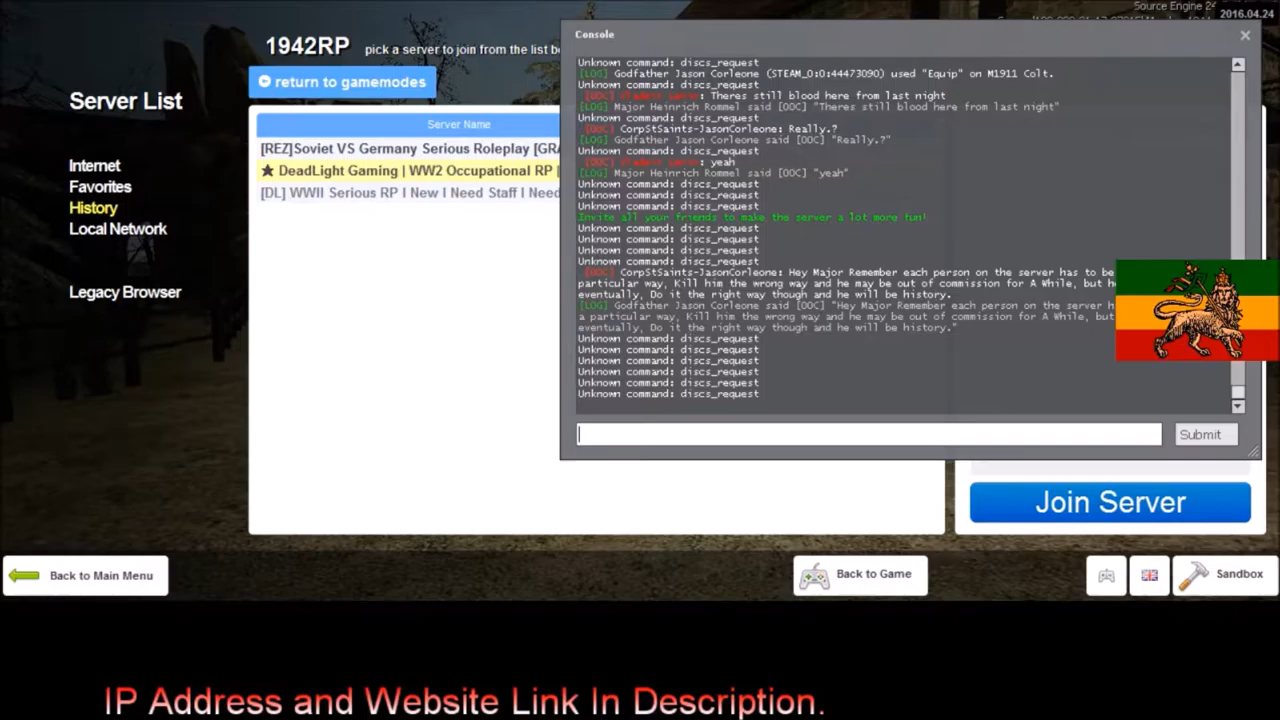 Source Engine 24
2016.04.24
1942RP pick a server to join from the list be
return to gamemodes
Server List
Internet
Favorites
History
Local Network
Legacy Browser
Server Name
[REZ]Soviet VS Germany Serious Roleplay [GRA
DeadLight Gaming | WW2 Occupational RP |
[DL] WWII Serious RP I New I Need Staff I Need
Console
Unknown command: discs_request
[LOG] Godfather Jason Corleone (STEAM_0:0:44473090) used "Equip" on M1911 Colt.
Unknown command: discs_request
[OOC] : Theres still blood here from last night
[LOG] Major Heinrich Rommel said [OOC] "Theres still blood here from last night"
Unknown command: discs_request
[OOC] CorpStSaints-JasonCorleone: Really.?
[LOG] Godfather Jason Corleone said [OOC] "Really.?"
Unknown command: discs_request
[OOC] : yeah
[LOG] Major Heinrich Rommel said [OOC] "yeah"
Unknown command: discs_request
Unknown command: discs_request
Unknown command: discs_request
Invite all your friends to make the server a lot more fun!
Unknown command: discs_request
Unknown command: discs_request
Unknown command: discs_request
Unknown command: discs_request
[OOC] CorpStSaints-JasonCorleone: Hey Major Remember each person on the server has to be
particular way, Kill him the wrong way and he may be out of commission for A While, but he
eventually, Do it the right way though and he will be history.
[LOG] Godfather Jason Corleone said [OOC] "Hey Major Remember each person on the server h
a particular way, Kill him the wrong way and he may be out of commission for A While, but
eventually, Do it the right way though and he will be history."
Unknown command: discs_request
Unknown command: discs_request
Unknown command: discs_request
Unknown command: discs_request
Unknown command: discs_request
Unknown command: discs_request
Submit
Join Server
Back to Main Menu
Back to Game
Sandbox
IP Address and Website Link In Description.